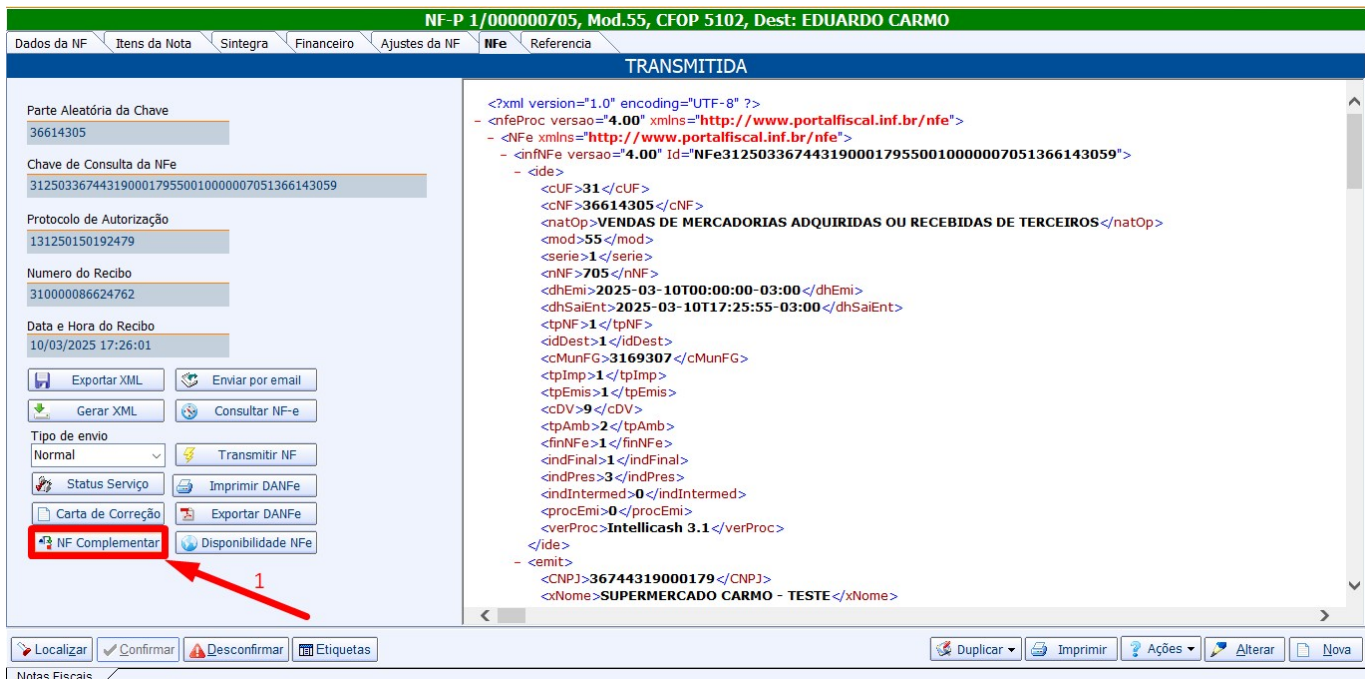 NF-P 1/000000705, Mod.55, CFOP 5102, Dest: EDUARDO CARMO
Dados da NF Itens da Nota Sintegra Financeiro Ajustes da NF NFe Referencia
TRANSMITIDA
Parte Aleatória da Chave
36614305
Chave de Consulta da NFe
31250336744319000179550010000007051366143059
Protocolo de Autorização
131250150192479
Numero do Recibo
310000086624762
Data e Hora do Recibo
10/03/2025 17:26:01
Exportar XML Enviar por email
Gerar XML Consultar NF-e
Tipo de envio
Normal Transmitir NF
Status Serviço Imprimir DANFe
Carta de Correção Exportar DANFe
NF Complementar Disponibilidade NFe
1
<?xml version="1.0" encoding="UTF-8" ?>
- <nfeProc versao="4.00" xmlns="http://www.portalfiscal.inf.br/nfe">
- <NFe xmlns="http://www.portalfiscal.inf.br/nfe">
- <infNFe versao="4.00" Id="NFe31250336744319000179550010000007051366143059">
- <ide>
<cUF>31</cUF>
<cNF>36614305</cNF>
<natOp>VENDAS DE MERCADORIAS ADQUIRIDAS OU RECEBIDAS DE TERCEIROS</natOp>
<mod>55</mod>
<serie>1</serie>
<nNF>705</nNF>
<dhEmi>2025-03-10T00:00:00-03:00</dhEmi>
<dhSaiEnt>2025-03-10T17:25:55-03:00</dhSaiEnt>
<tpNF>1</tpNF>
<idDest>1</idDest>
<cMunFG>3169307</cMunFG>
<tpImp>1</tpImp>
<tpEmis>1</tpEmis>
<cDV>9</cDV>
<tpAmb>2</tpAmb>
<finNFe>1</finNFe>
<indFinal>1</indFinal>
<indPres>3</indPres>
<indIntermed>0</indIntermed>
<procEmi>0</procEmi>
<verProc>Intellicash 3.1</verProc>
</ide>
- <emit>
<CNPJ>36744319000179</CNPJ>
<xNome>SUPERMERCADO CARMO - TESTE</xNome>
Localizar Confirmar Desconfirmar Etiquetas Duplicar Imprimir Ações Alterar Nova
Notas Fiscais